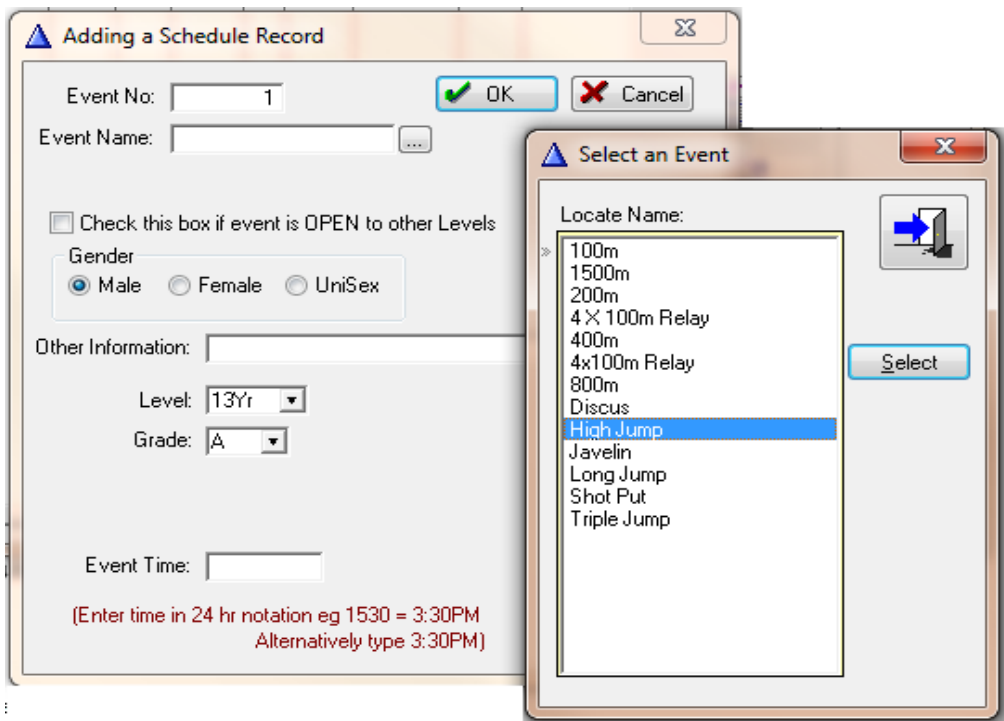 Adding a Schedule Record
Event No: 1
OK
Cancel
Event Name:
...
Check this box if event is OPEN to other Levels
Gender
Male
Female
UniSex
Other Information:
Level: 13Yr
Grade: A
Event Time:
(Enter time in 24 hr notation eg 1530 = 3:30PM
Alternatively type 3:30PM)
Select an Event
Locate Name:
100m
1500m
200m
4 X 100m Relay
400m
4x100m Relay
800m
Discus
High Jump
Javelin
Long Jump
Shot Put
Triple Jump
Select